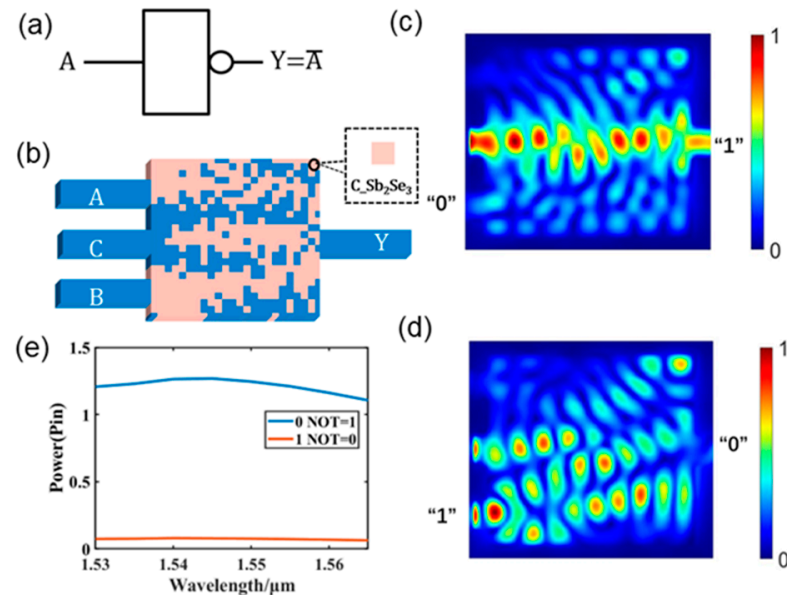 (a)
A
Y=A̅
(b)
A
C
B
Y
C_Sb₂Se₃
(c)
"0"
"1"
1
0
(d)
"1"
"0"
1
0
(e)
1.5
1
0.5
0
Power(Pin)
0 NOT=1
1 NOT=0
1.53
1.54
1.55
1.56
Wavelength/μm